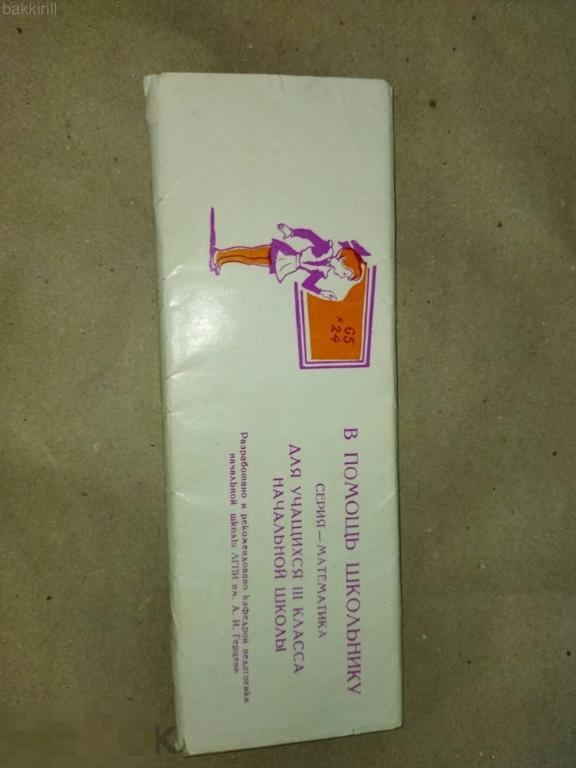 bakkirill
65
× 24
В ПОМОЩЬ ШКОЛЬНИКУ
СЕРИЯ — МАТЕМАТИКА
ДЛЯ УЧАЩИХСЯ III КЛАССА
НАЧАЛЬНОЙ ШКОЛЫ
Разработано и рекомендовано кафедрой педагогики
начальной школы ЛГПИ им. А. И. Герцена